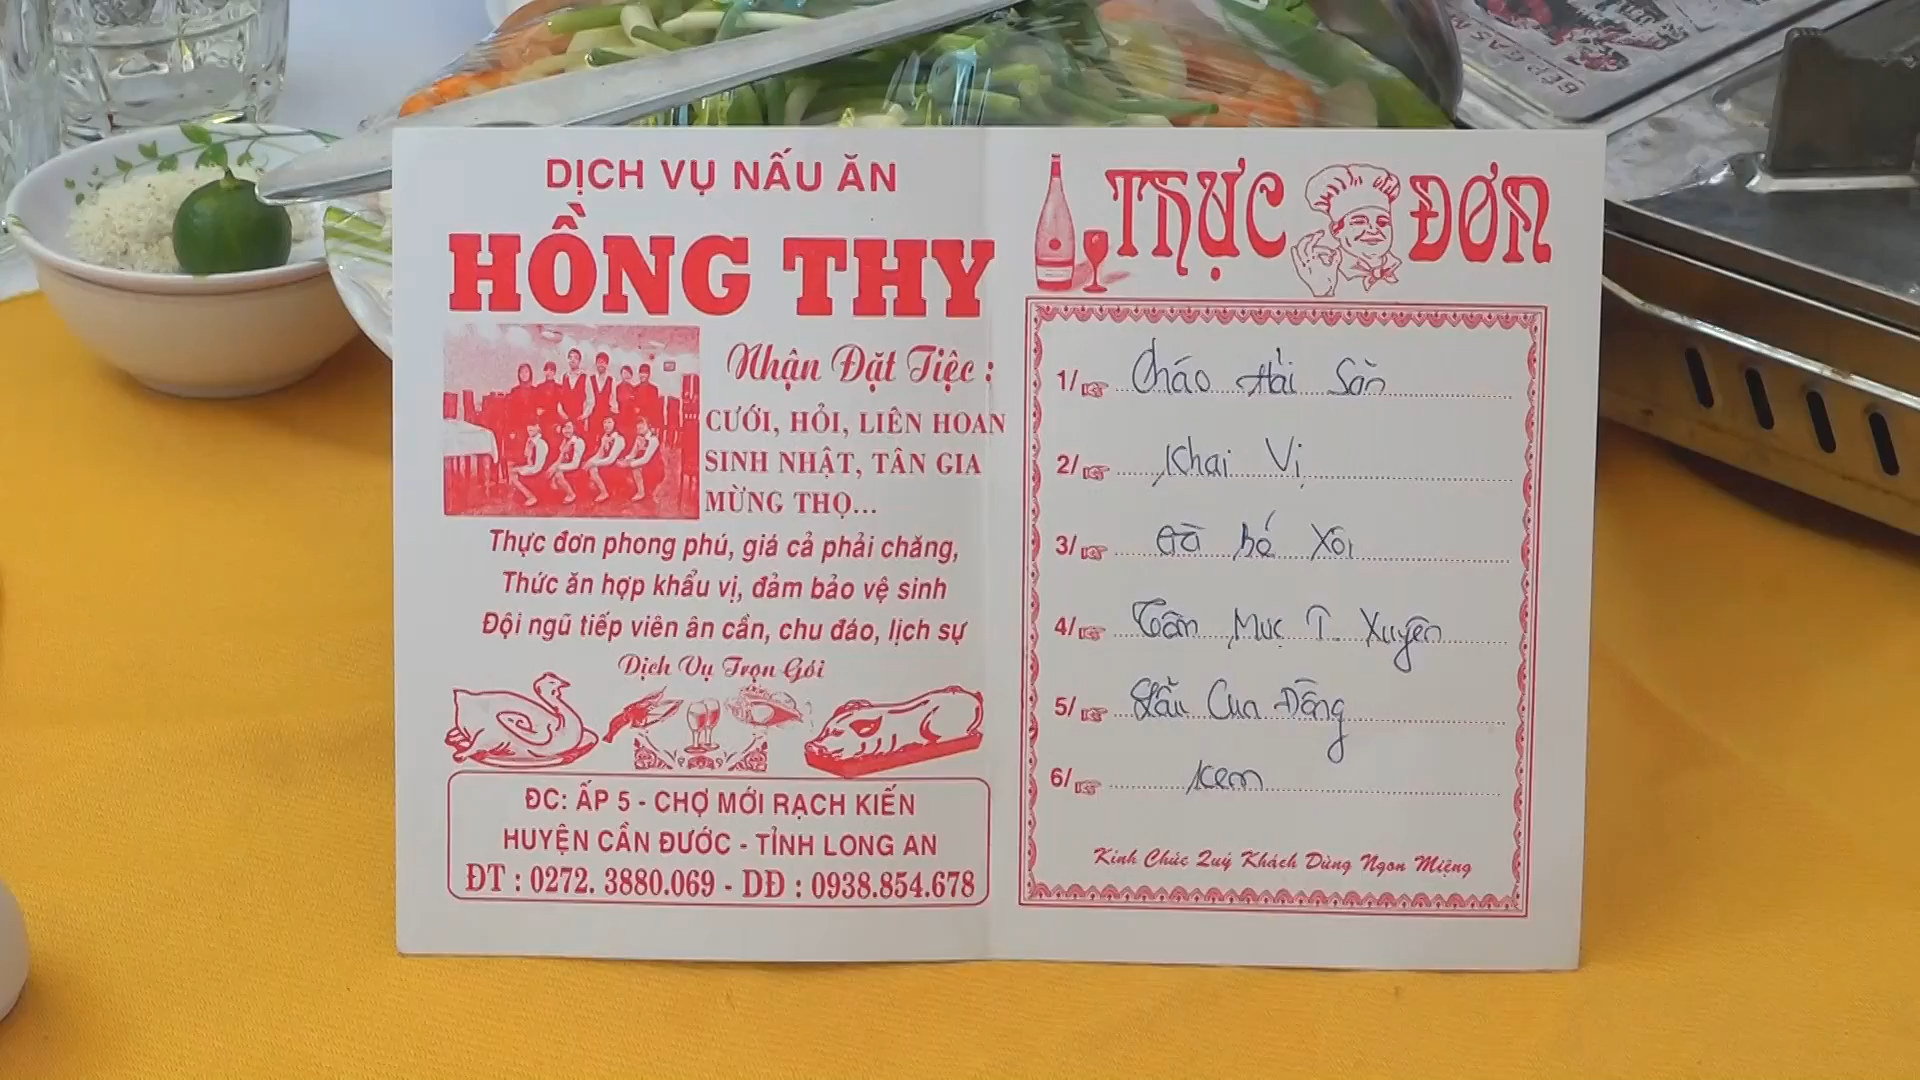 DỊCH VỤ NẤU ĂN
HỒNG THY
Nhận Đặt Tiệc :
CƯỚI, HỎI, LIÊN HOAN
SINH NHẬT, TÂN GIA
MỪNG THỌ...
Thực đơn phong phú, giá cả phải chăng,
Thức ăn hợp khẩu vị, đảm bảo vệ sinh
Đội ngũ tiếp viên ân cần, chu đáo, lịch sự
Dịch Vụ Trọn Gói
ĐC: ẤP 5 - CHỢ MỚI RẠCH KIẾN
HUYỆN CẦN ĐƯỚC - TỈNH LONG AN
ĐT : 0272. 3880.069 - DĐ : 0938.854.678
THỰC ĐƠN
1/ Cháo Hải Sản
2/ Khai Vị
3/ Gà bó Xôi
4/ Mực T. Xuyên
5/ Lẩu Cua Đồng
6/ Kem
Kính Chúc Quý Khách Dùng Ngon Miệng
BẾP GAS